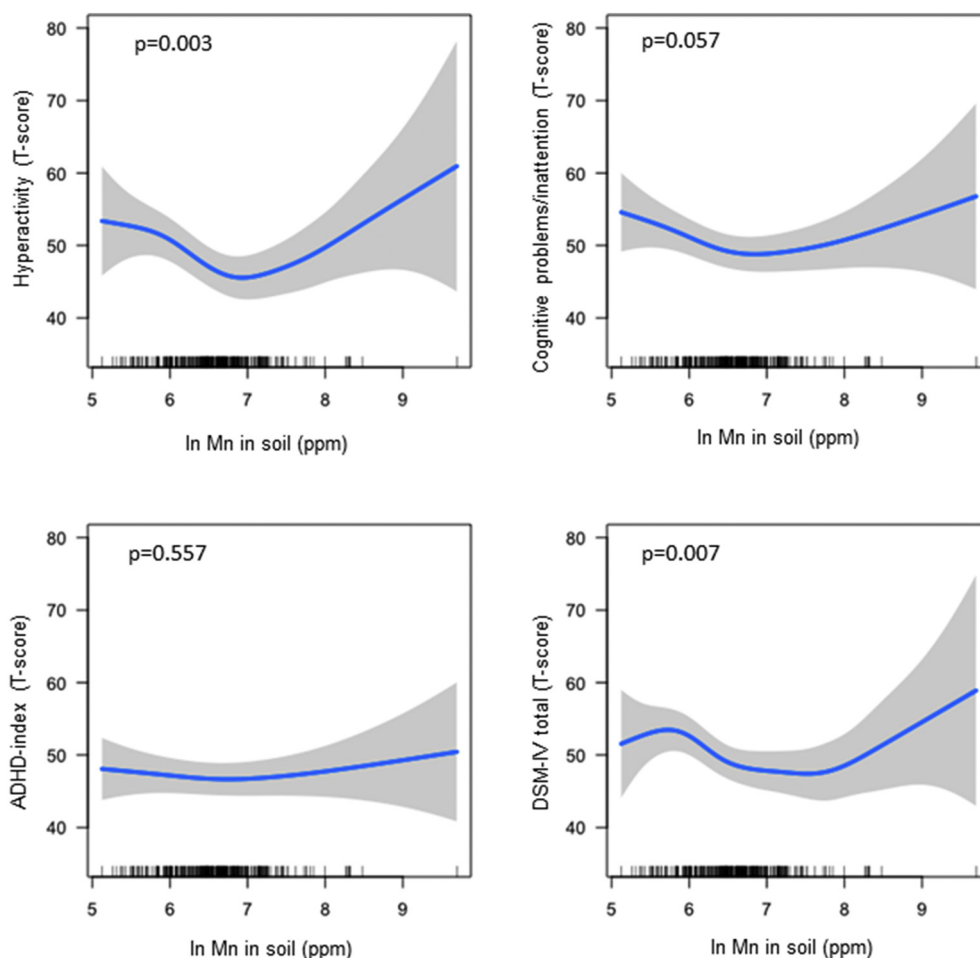 p=0.003
Hyperactivity (T-score)
80
70
60
50
40
5 6 7 8 9
ln Mn in soil (ppm)
p=0.057
Cognitive problems/inattention (T-score)
80
70
60
50
40
5 6 7 8 9
ln Mn in soil (ppm)
p=0.557
ADHD-index (T-score)
80
70
60
50
40
5 6 7 8 9
ln Mn in soil (ppm)
p=0.007
DSM-IV total (T-score)
80
70
60
50
40
5 6 7 8 9
ln Mn in soil (ppm)